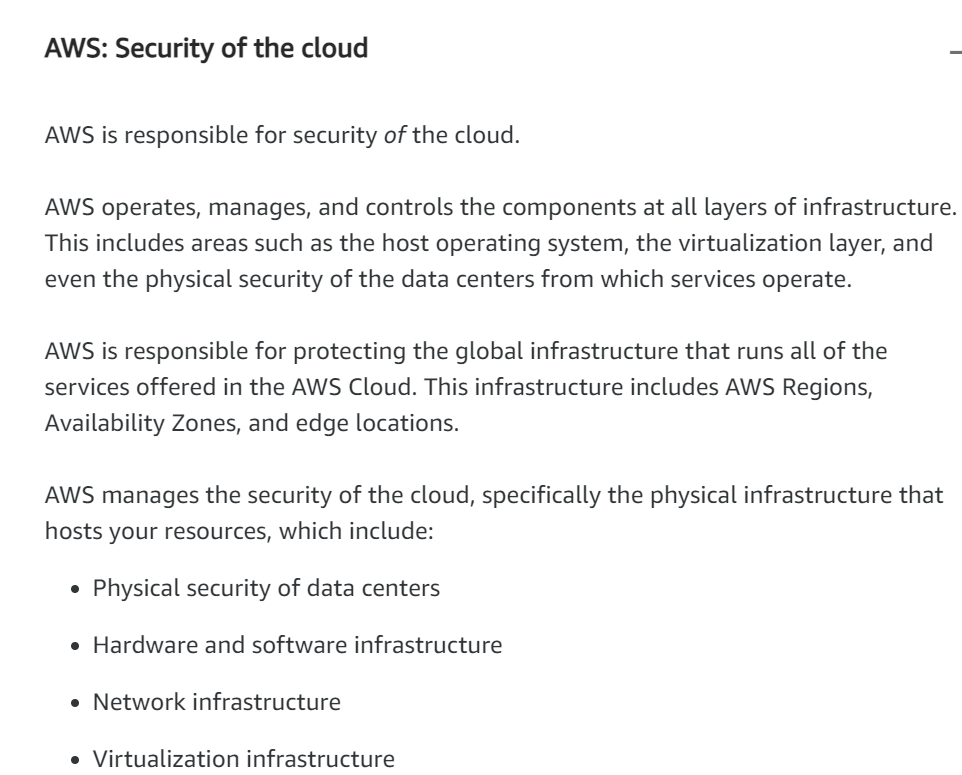 AWS: Security of the cloud
AWS is responsible for security of the cloud.
AWS operates, manages, and controls the components at all layers of infrastructure.
This includes areas such as the host operating system, the virtualization layer, and
even the physical security of the data centers from which services operate.
AWS is responsible for protecting the global infrastructure that runs all of the
services offered in the AWS Cloud. This infrastructure includes AWS Regions,
Availability Zones, and edge locations.
AWS manages the security of the cloud, specifically the physical infrastructure that
hosts your resources, which include:
• Physical security of data centers
• Hardware and software infrastructure
• Network infrastructure
• Virtualization infrastructure